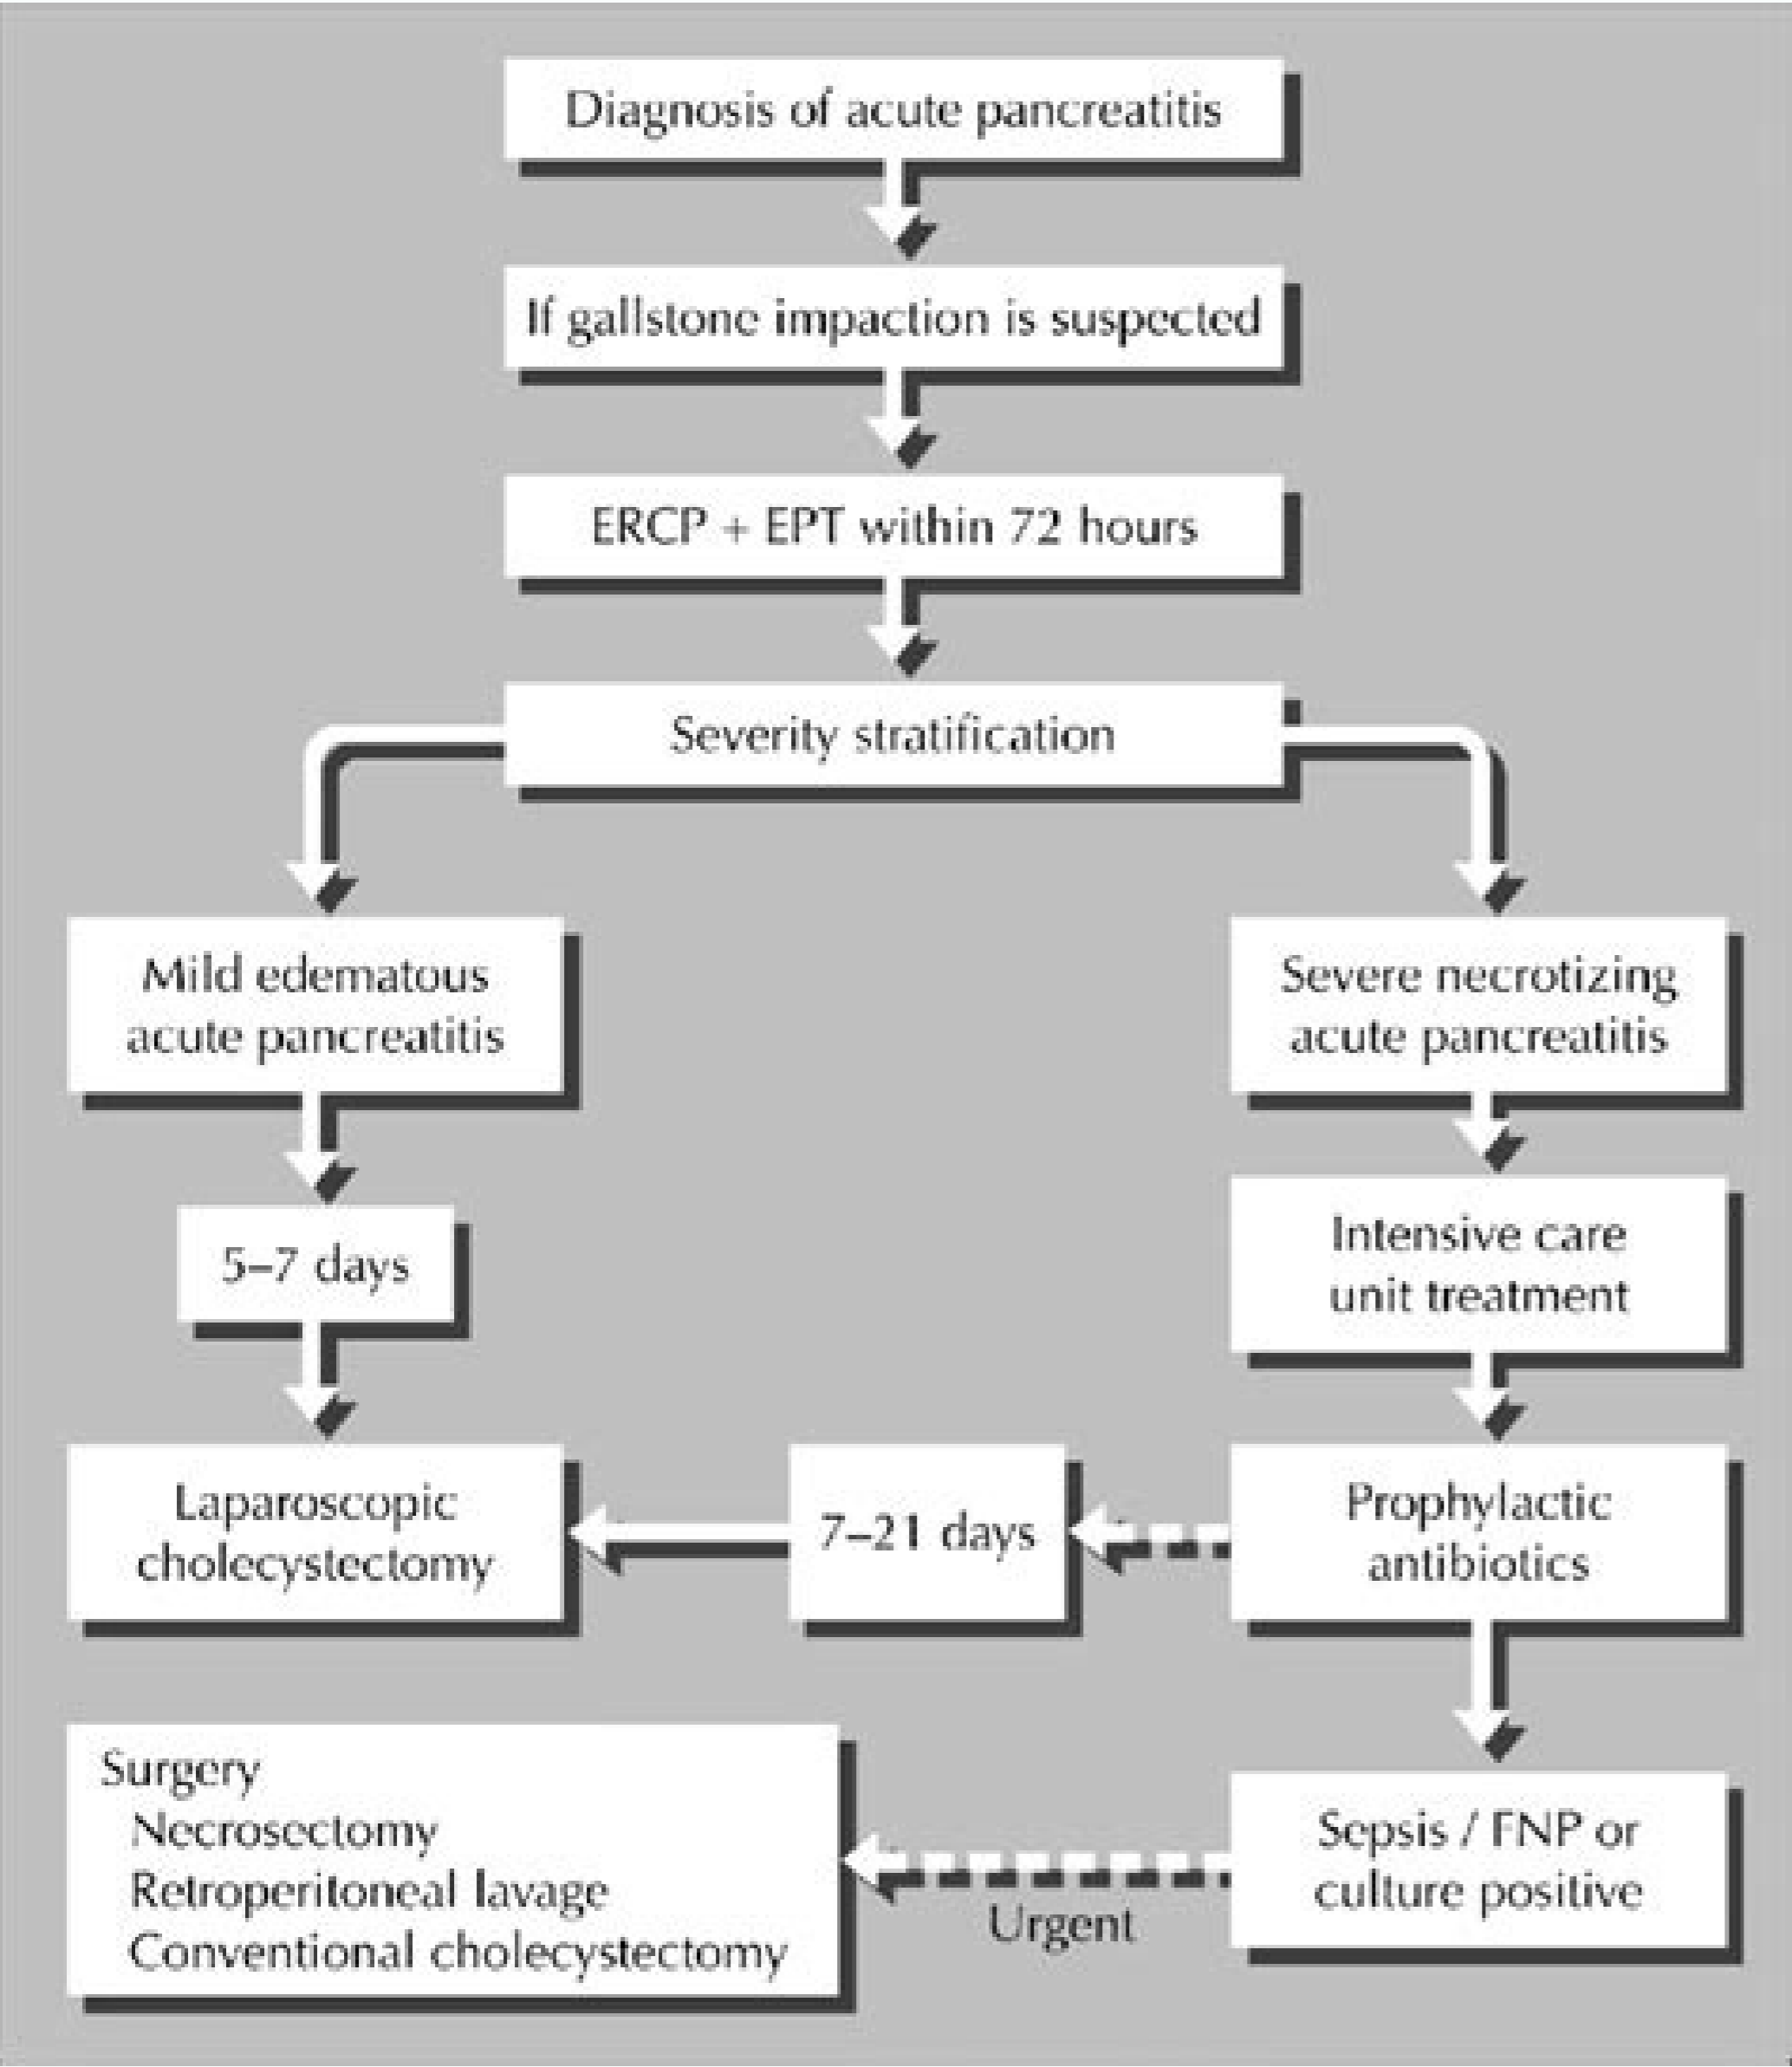 Diagnosis of acute pancreatitis
If gallstone impaction is suspected
ERCP + EPT within 72 hours
Severity stratification
Mild edematous
acute pancreatitis
Severe necrotizing
acute pancreatitis
5–7 days
Intensive care
unit treatment
Laparoscopic
cholecystectomy
7–21 days
Prophylactic
antibiotics
Surgery
Necrosectomy
Retroperitoneal lavage
Conventional cholecystectomy
Urgent
Sepsis / FNP or
culture positive